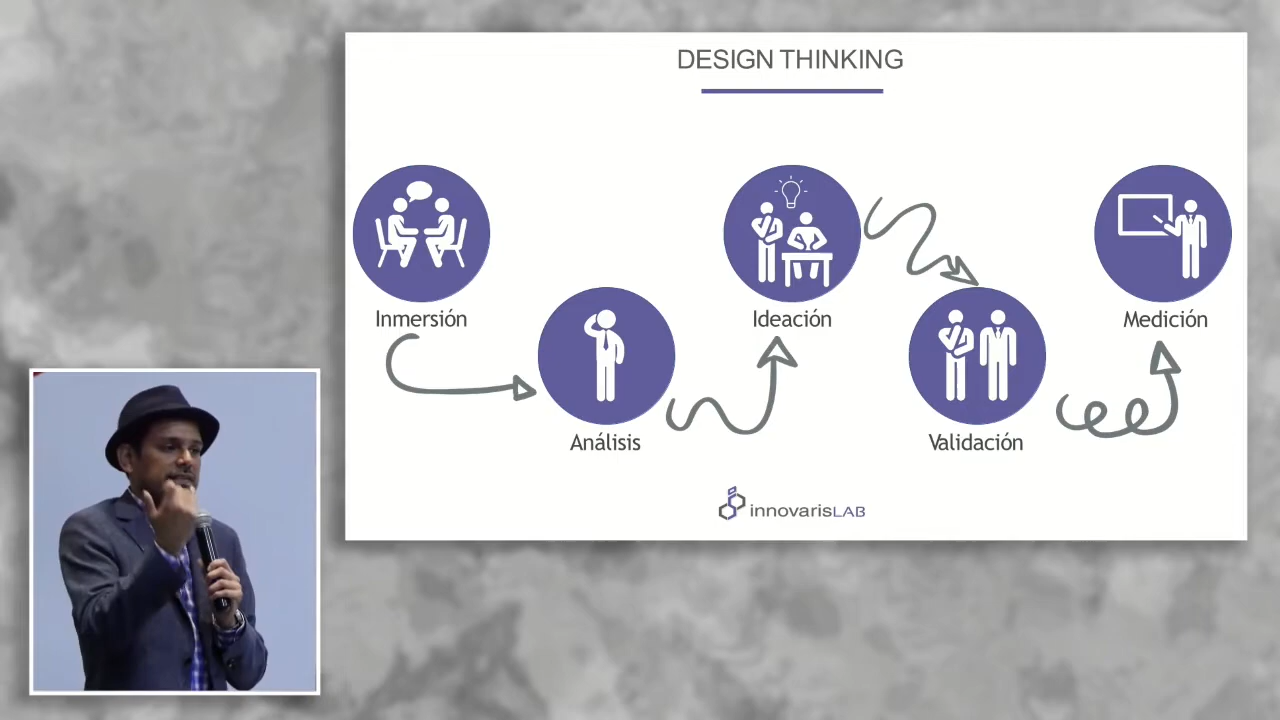 DESIGN THINKING
Inmersión
Análisis
Ideación
Validación
Medición
innovarisLAB